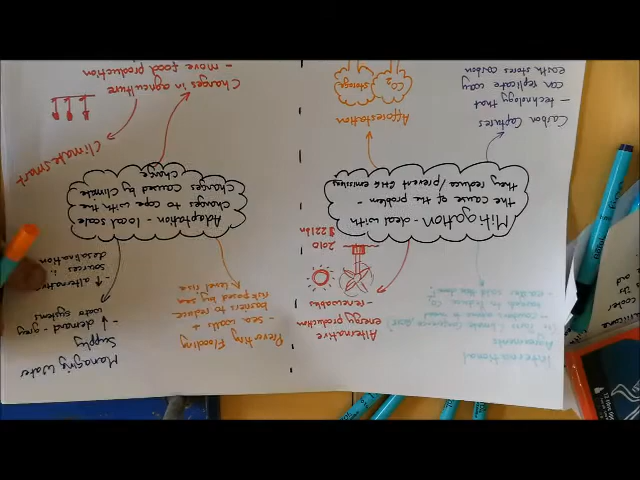 Mitigation - deal with
the cause of the problem -
they reduce/prevent GHG emissions
International
Agreements
Alternative
energy production
- renewables
2010
$221bn
Afforestation
CO2
storage
Carbon Captures
- technology that
can replicate way
earth stores carbon
Adaptation - local scale
changes to cope with the
changes caused by climate
change
Preventing Flooding
- sea walls +
barriers to reduce
risk posed by sea
level rise
Managing Water
Supply
↓ demand - grey
water systems
↑ alternative
sources i.
desalination
Changes in agriculture
- move food production
Climate smart